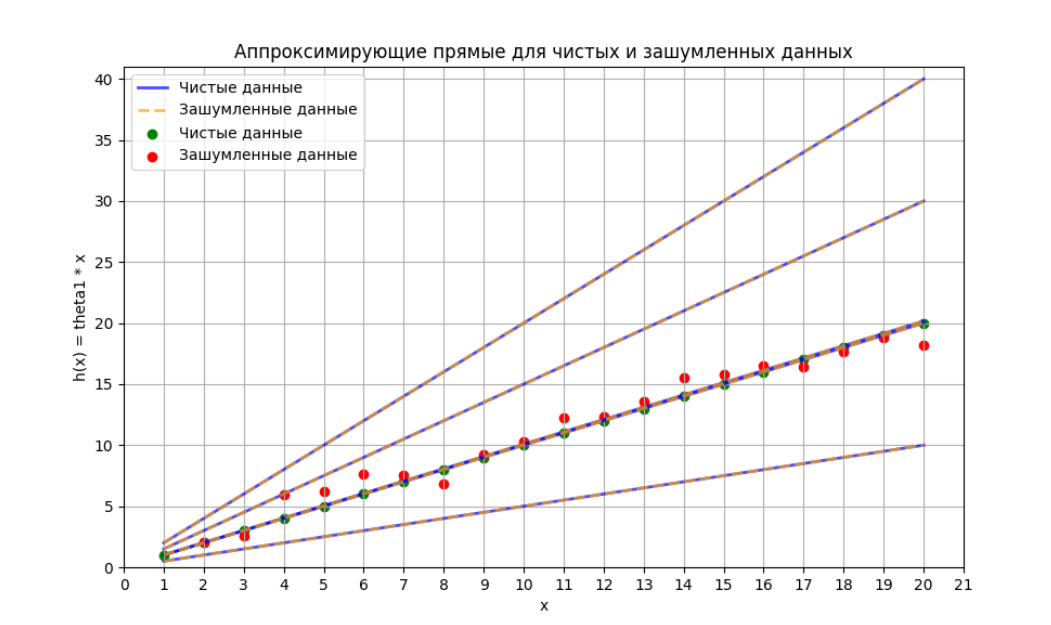 Аппроксимирующие прямые для чистых и зашумленных данных
Чистые данные
Зашумленные данные
Чистые данные
Зашумленные данные
h(x) = theta1 * x
40
35
30
25
20
15
10
5
0
0 1 2 3 4 5 6 7 8 9 10 11 12 13 14 15 16 17 18 19 20 21
x